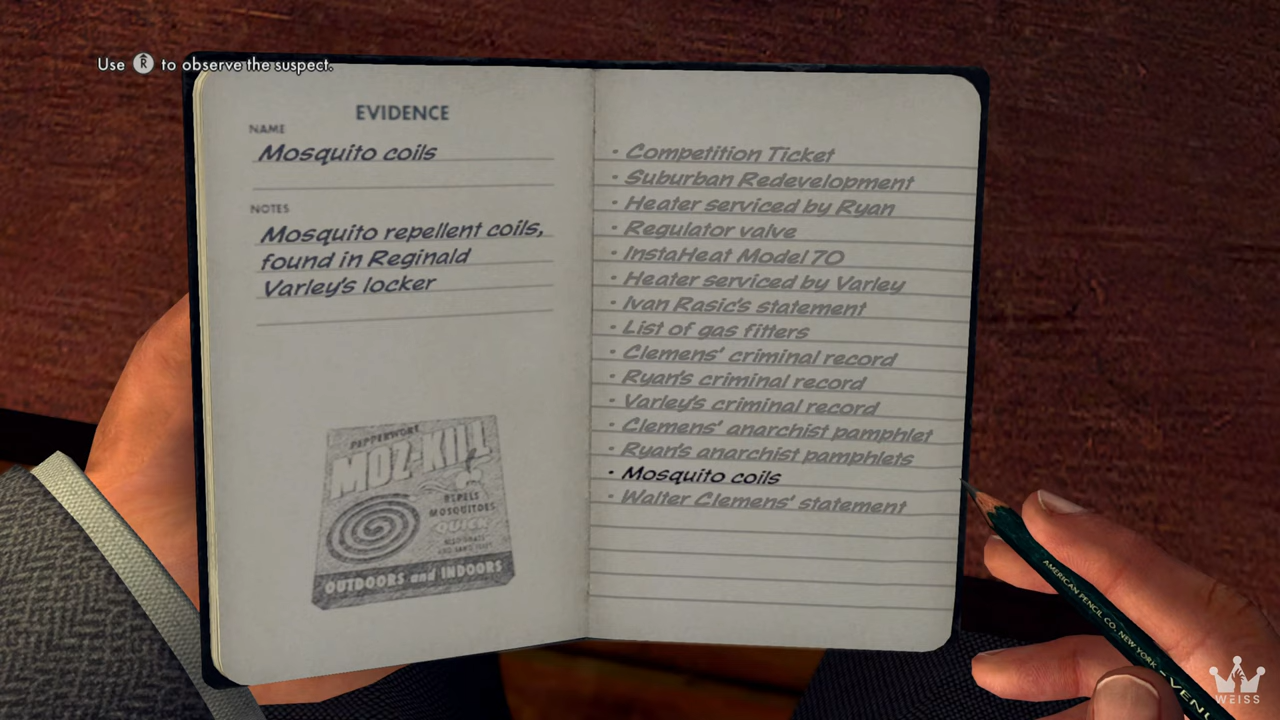 Use R to observe the suspect.
EVIDENCE
NAME
Mosquito coils
NOTES
Mosquito repellent coils,
found in Reginald
Varley's locker
PEPPERWORE
MOZ-KILL
REPELS
MOSQUITOES
QUICK
OUTDOORS and INDOORS
• Competition Ticket
• Suburban Redevelopment
• Heater serviced by Ryan
• Regulator valve
• InstaHeat Model 70
• Heater serviced by Varley
• Ivan Rasic's statement
• List of gas fitters
• Clemens' criminal record
• Ryan's criminal record
• Varley's criminal record
• Clemens' anarchist pamphlet
• Ryan's anarchist pamphlets
• Mosquito coils
• Walter Clemens' statement
AMERICAN PENCIL CO. NEW YORK - VENU
WEISS